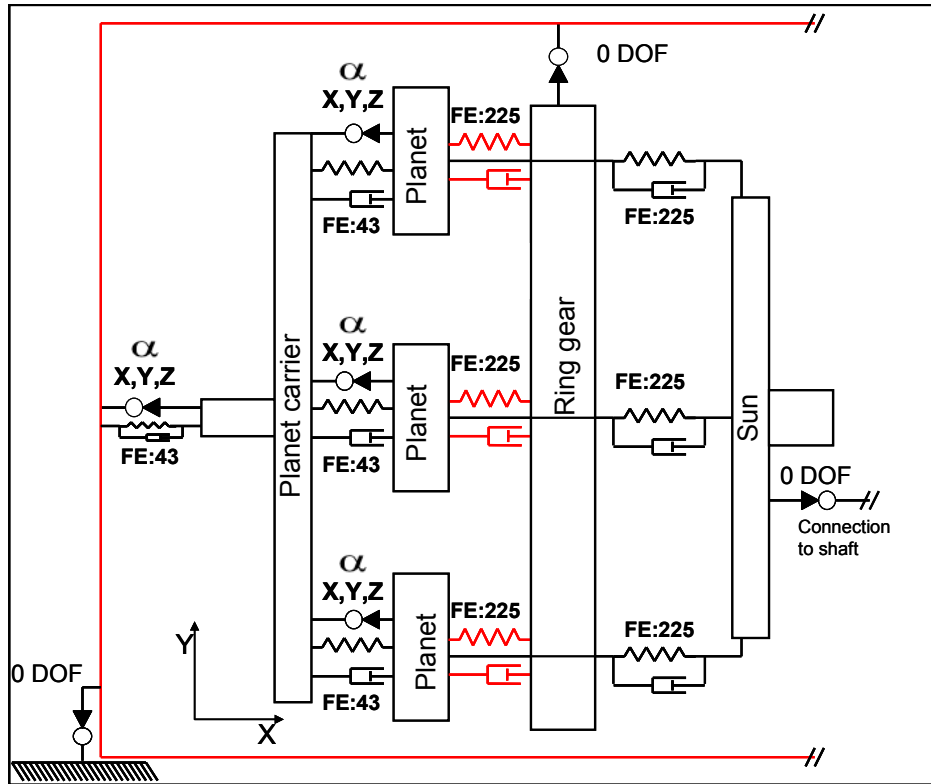 0 DOF
α
X,Y,Z
FE:43
Planet
FE:225
FE:225
α
X,Y,Z
FE:43
Planet
FE:225
FE:225
α
X,Y,Z
FE:43
Planet carrier
Ring gear
Sun
0 DOF
Connection
to shaft
α
X,Y,Z
FE:43
Planet
FE:225
FE:225
Y
X
0 DOF